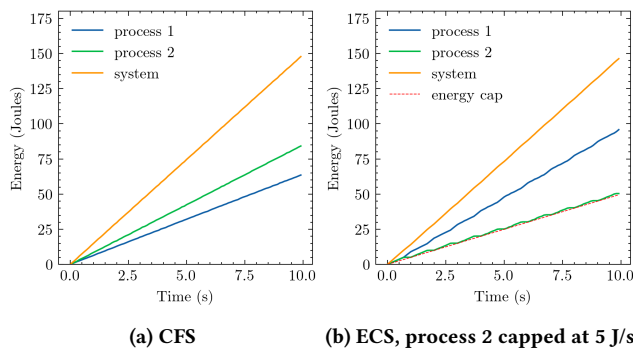 175
150
125
100
75
50
25
0
Energy (Joules)
process 1
process 2
system
0.0 2.5 5.0 7.5 10.0
Time (s)
(a) CFS
175
150
125
100
75
50
25
0
Energy (Joules)
process 1
process 2
system
energy cap
0.0 2.5 5.0 7.5 10.0
Time (s)
(b) ECS, process 2 capped at 5 J/s